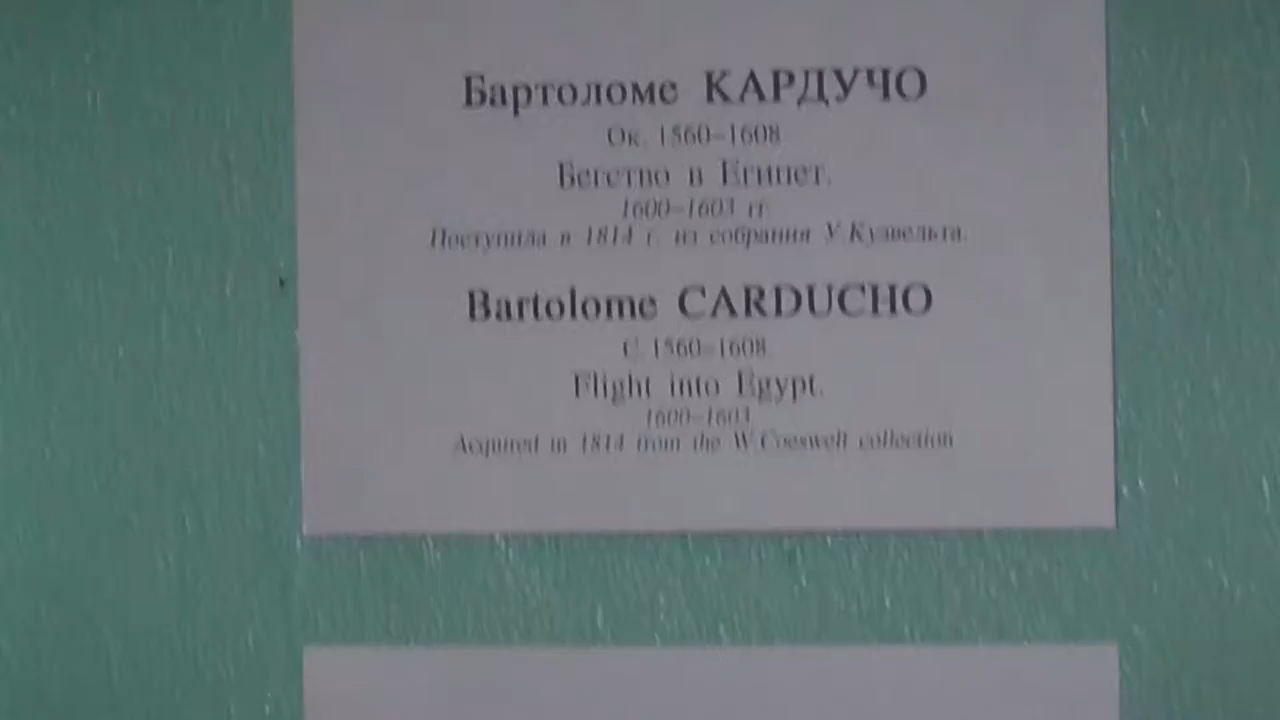 Бартоломе КАРДУЧО
Ок. 1560–1608
Бегство в Египет.
1600–1603 гг.
Поступила в 1814 г. из собрания У.Кузвельта.
Bartolome CARDUCHO
C. 1560–1608
Flight into Egypt.
1600–1603
Acquired in 1814 from the W.Coeswelt collection